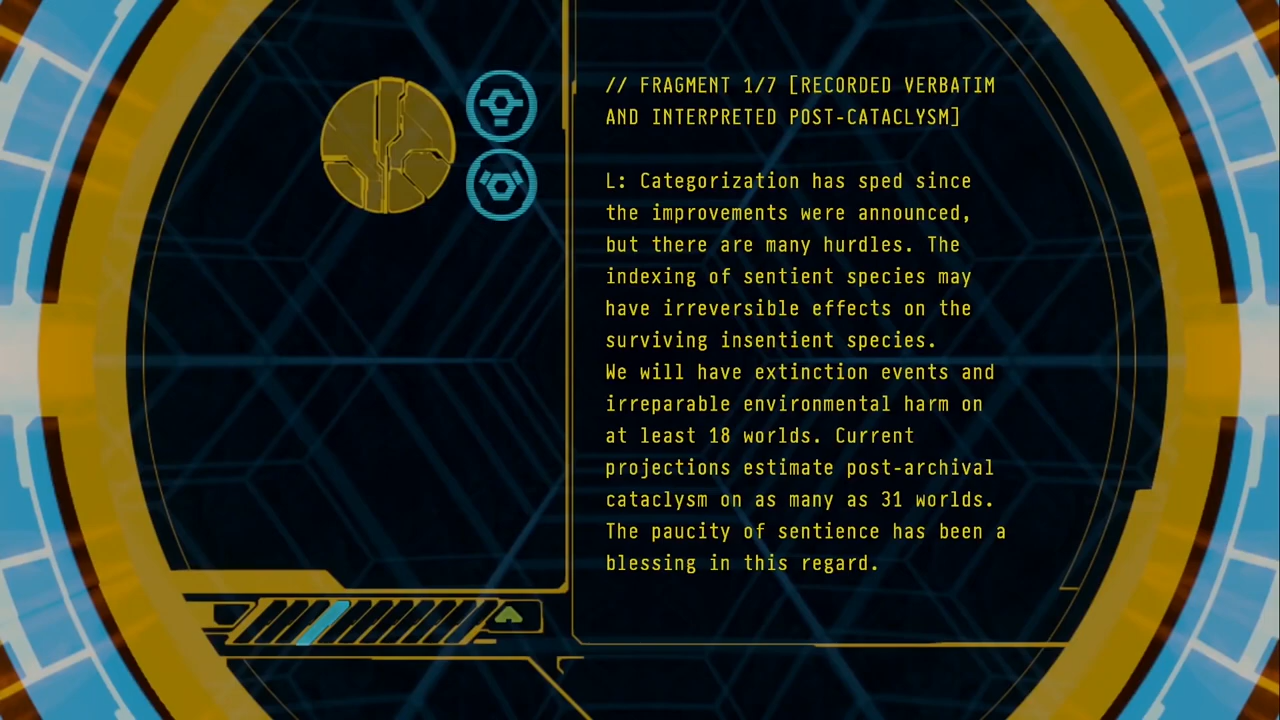 // FRAGMENT 1/7 [RECORDED VERBATIM
AND INTERPRETED POST-CATACLYSM]
L: Categorization has sped since
the improvements were announced,
but there are many hurdles. The
indexing of sentient species may
have irreversible effects on the
surviving insentient species.
We will have extinction events and
irreparable environmental harm on
at least 18 worlds. Current
projections estimate post-archival
cataclysm on as many as 31 worlds.
The paucity of sentience has been a
blessing in this regard.